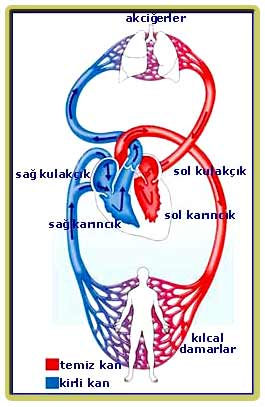 akciğerler
sağ kulakçık
sol kulakçık
sağ karıncık
sol karıncık
kılcal
damarlar
temiz kan
kirli kan